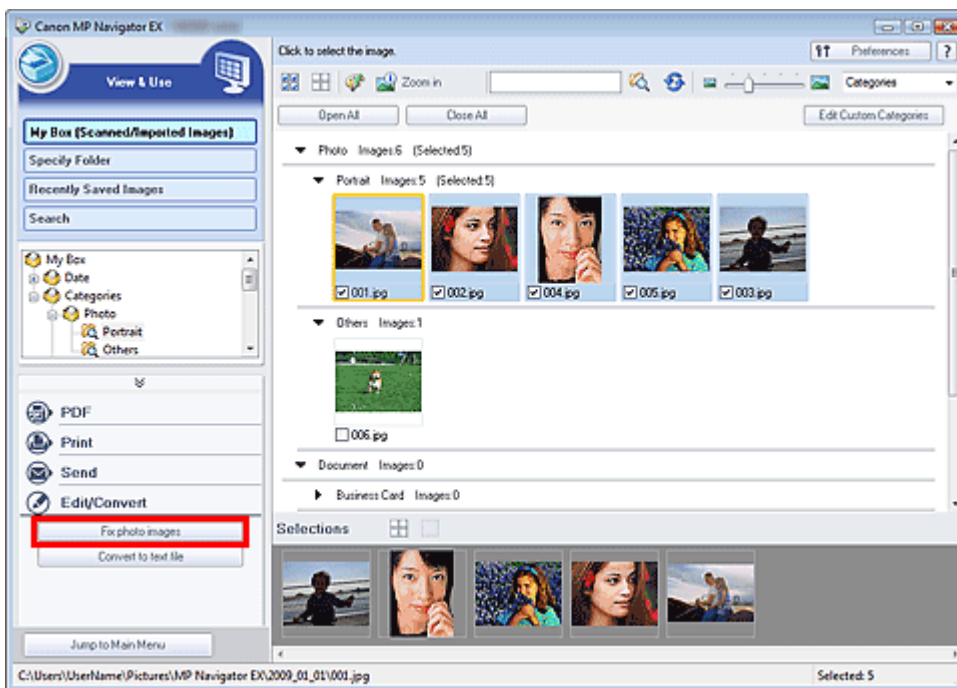 Canon MP Navigator EX
View & Use
Click to select the image.
Preferences
?
Zoom in
Categories
Open All
Close All
Edit Custom Categories
My Box (Scanned/Imported Images)
Specify Folder
Recently Saved Images
Search
My Box
Date
Categories
Photo
Portrait
Others
Photo Images:6 (Selected:5)
Portrait Images:5 (Selected:5)
001.jpg
002.jpg
004.jpg
005.jpg
003.jpg
Others Images:1
006.jpg
Document Images:0
Business Card Images:0
PDF
Print
Send
Edit/Convert
Fix photo images
Convert to text file
Selections
Jump to Main Menu
C:\Users\UserName\Pictures\MP Navigator EX\2009_01_01\001.jpg
Selected: 5